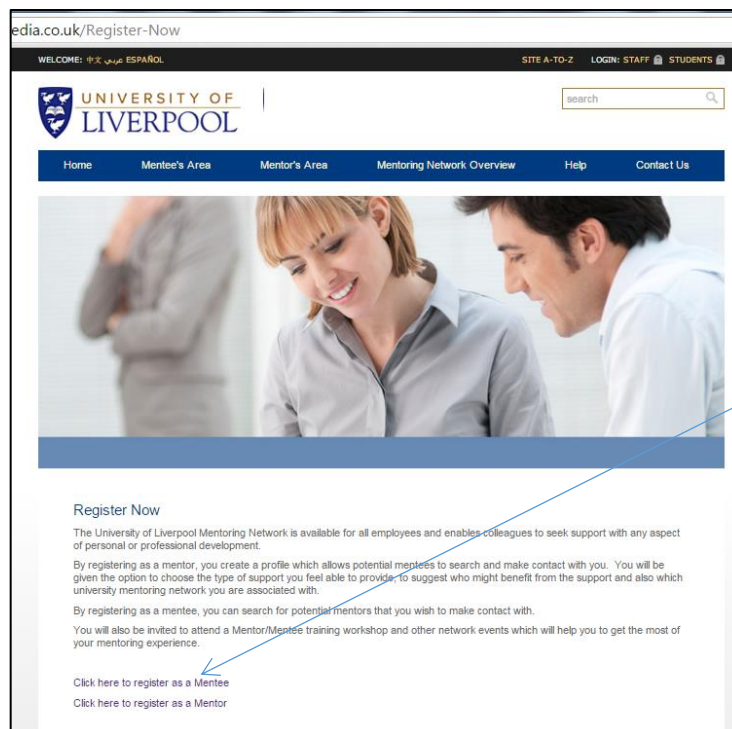 edia.co.uk/Register-Now
WELCOME: 中文 عربي ESPAÑOL SITE A-TO-Z LOGIN: STAFF STUDENTS
UNIVERSITY OF
LIVERPOOL
search
Home Mentee's Area Mentor's Area Mentoring Network Overview Help Contact Us
Register Now
The University of Liverpool Mentoring Network is available for all employees and enables colleagues to seek support with any aspect
of personal or professional development.
By registering as a mentor, you create a profile which allows potential mentees to search and make contact with you. You will be
given the option to choose the type of support you feel able to provide, to suggest who might benefit from the support and also which
university mentoring network you are associated with.
By registering as a mentee, you can search for potential mentors that you wish to make contact with.
You will also be invited to attend a Mentor/Mentee training workshop and other network events which will help you to get the most of
your mentoring experience.
Click here to register as a Mentee
Click here to register as a Mentor